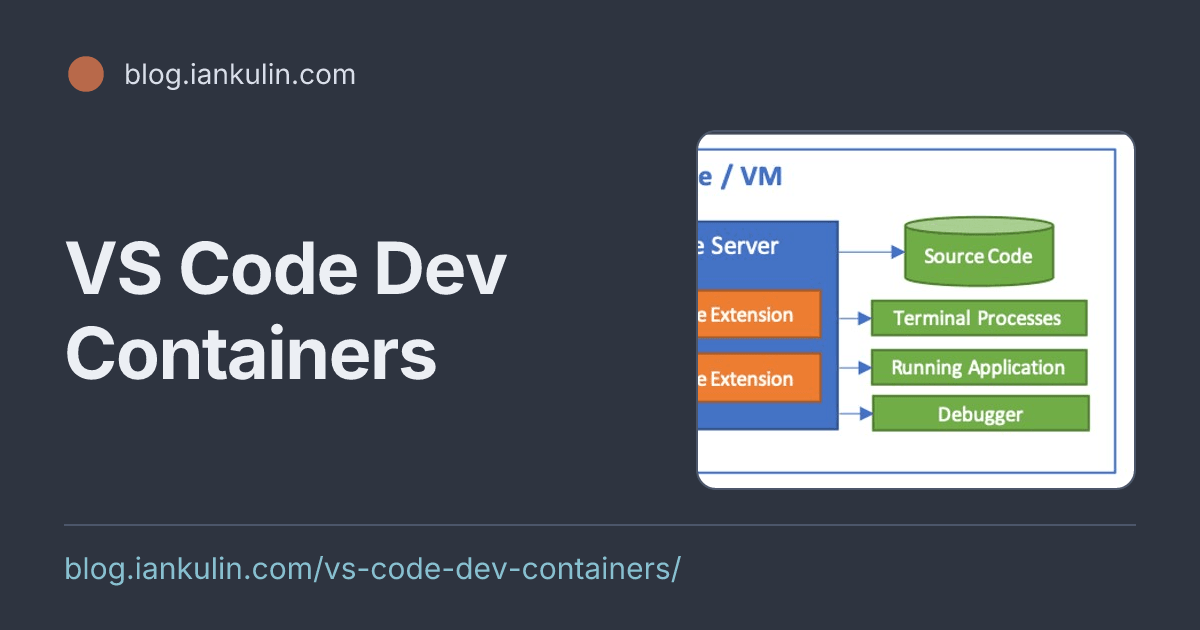 blog.iankulin.com
VS Code Dev
Containers
e / VM
e Server
Source Code
e Extension
Terminal Processes
e Extension
Running Application
Debugger
blog.iankulin.com/vs-code-dev-containers/